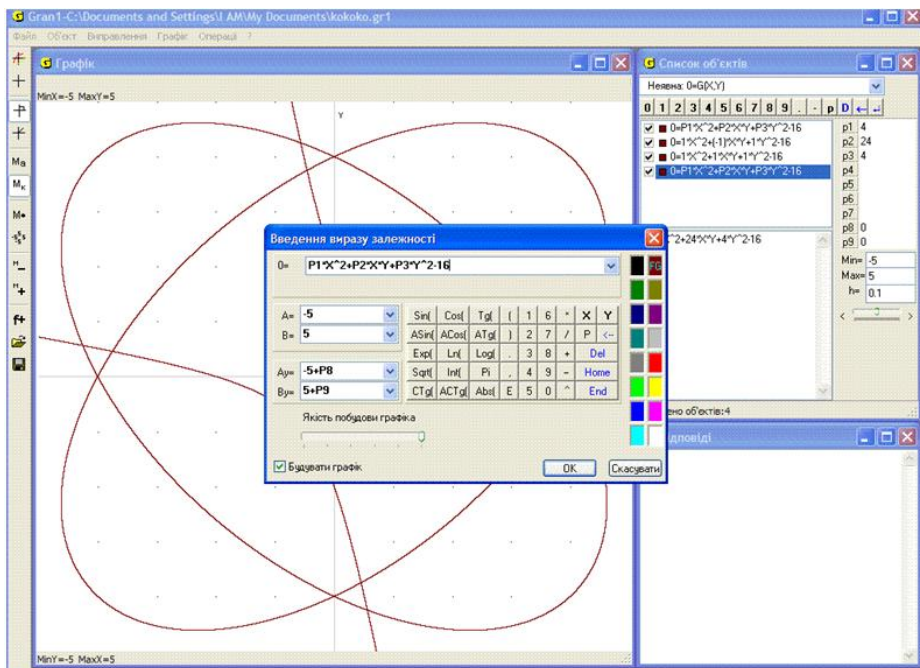 Gran1-C:\Documents and Settings\I AM\My Documents\kokoko.gr1
Файл Об'єкт Виправлення Графік Операції ?
Графік
MinX=-5 MaxY=5
Y
MinY=-5 MaxX=5
Список об'єктів
Неявна: 0=G(X,Y)
0 1 2 3 4 5 6 7 8 9 . - p D
0=P1*X^2+P2*X*Y+P3*Y^2-16
0=1*X^2+(-1)*X*Y+1*Y^2-16
0=1*X^2+1*X*Y+1*Y^2-16
0=P1*X^2+P2*X*Y+P3*Y^2-16
p1 4
p2 24
p3 4
p4
p5
p6
p7
p8 0
p9 0
^2+24*X*Y+4*Y^2-16
Min= -5
Max= 5
h= 0.1
но об'єктів:4
ідповіді
Введення виразу залежності
0= P1*X^2+P2*X*Y+P3*Y^2-16
FG
A= -5
B= 5
Ay= -5+P8
By= 5+P9
Sin( Cos( Tg( ( 1 6 * X Y
ASin( ACos( ATg( ) 2 7 / P <-
Exp( Ln( Log( . 3 8 + Del
Sqrt( Int( Pi , 4 9 - Home
CTg( ACTg( Abs( E 5 0 ^ End
Якість побудови графіка
Будувати графік
OK
Скасувати